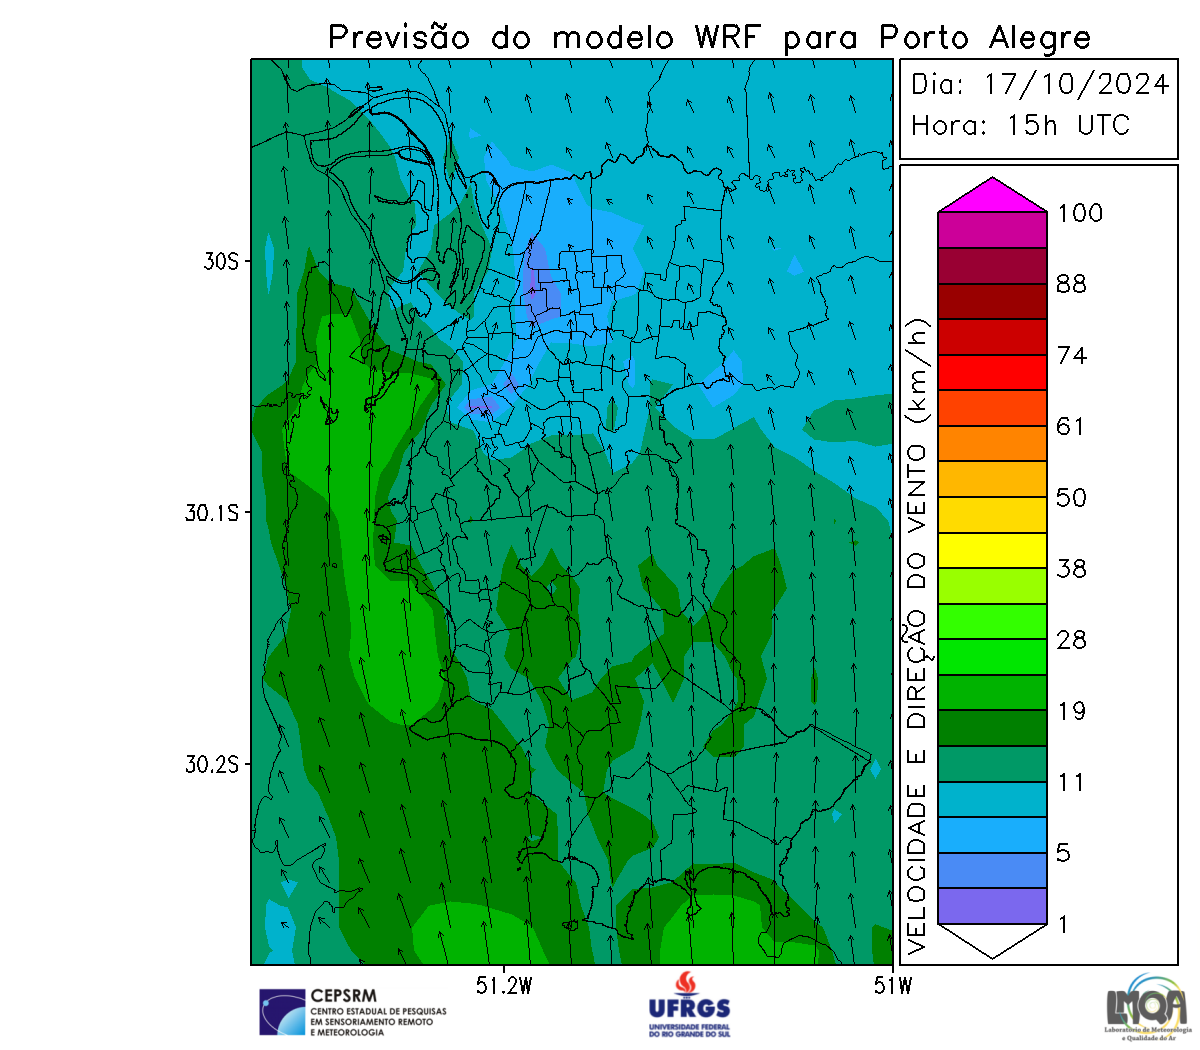 Previsão do modelo WRF para Porto Alegre
Dia: 17/10/2024
Hora: 15h UTC
30S
30.1S
30.2S
51.2W
51W
VELOCIDADE E DIREÇÃO DO VENTO (km/h)
100
88
74
61
50
38
28
19
11
5
1
CEPSRM
CENTRO ESTADUAL DE PESQUISAS
EM SENSORIAMENTO REMOTO
E METEOROLOGIA
UFRGS
UNIVERSIDADE FEDERAL
DO RIO GRANDE DO SUL
LMQA
Laboratório de Meteorologia
e Qualidade do Ar